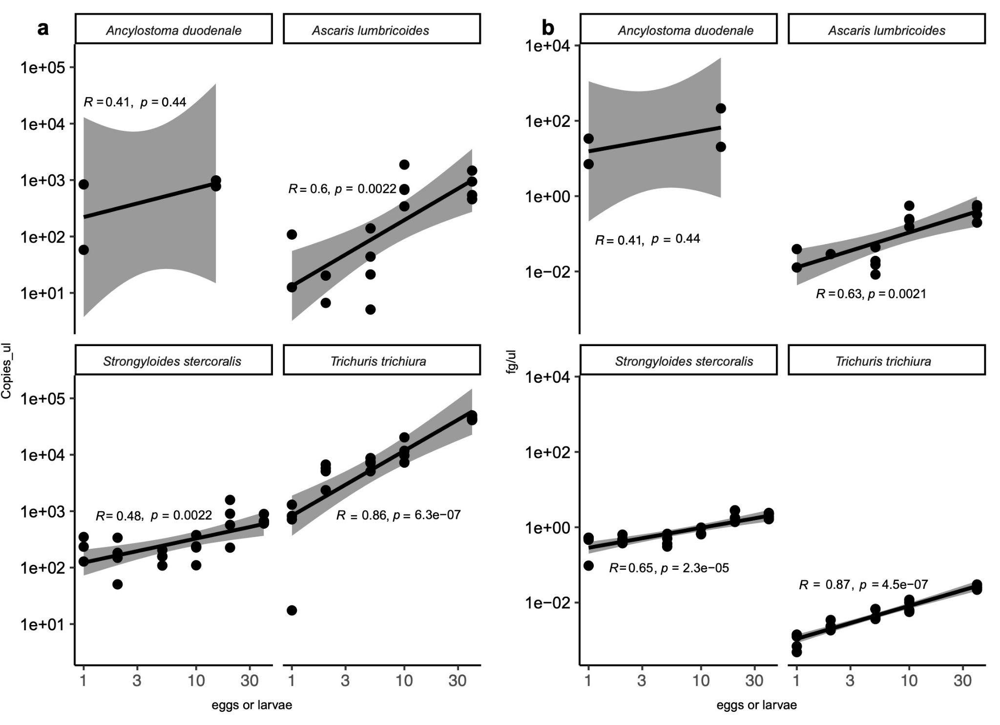 a
Ancylostoma duodenale
Ascaris lumbricoides
1e+05
1e+04
1e+03
1e+02
1e+01
R = 0.41, p = 0.44
R = 0.6, p = 0.0022
Copies_ul
Strongyloides stercoralis
Trichuris trichiura
1e+05
1e+04
1e+03
1e+02
1e+01
R = 0.48, p = 0.0022
R = 0.86, p = 6.3e−07
1 3 10 30
1 3 10 30
eggs or larvae
b
Ancylostoma duodenale
Ascaris lumbricoides
1e+04
1e+02
1e+00
1e−02
R = 0.41, p = 0.44
R = 0.63, p = 0.0021
fg/ul
Strongyloides stercoralis
Trichuris trichiura
1e+04
1e+02
1e+00
1e−02
R = 0.65, p = 2.3e−05
R = 0.87, p = 4.5e−07
1 3 10 30
1 3 10 30
eggs or larvae